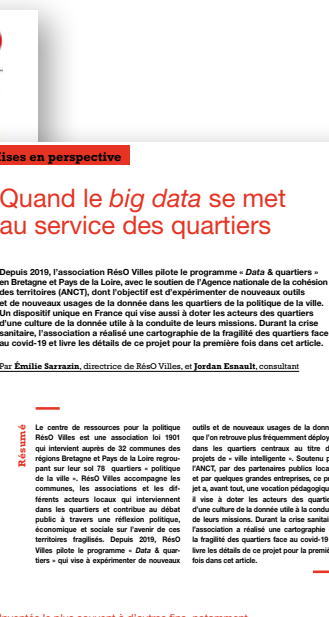 ises en perspective
Quand le big data se met
au service des quartiers
Depuis 2019, l'association RésO Villes pilote le programme « Data & quartiers »
en Bretagne et Pays de la Loire, avec le soutien de l'Agence nationale de la cohésion
des territoires (ANCT), dont l'objectif est d'expérimenter de nouveaux outils
et de nouveaux usages de la donnée dans les quartiers de la politique de la ville.
Un dispositif unique en France qui vise aussi à doter les acteurs des quartiers
d'une culture de la donnée utile à la conduite de leurs missions. Durant la crise
sanitaire, l'association a réalisé une cartographie de la fragilité des quartiers face
au covid-19 et livre les détails de ce projet pour la première fois dans cet article.
Par Émilie Sarrazin, directrice de RésO Villes, et Jordan Esnault, consultant
Résumé
Le centre de ressources pour la politique
RésO Villes est une association loi 1901
qui intervient auprès de 32 communes des
régions Bretagne et Pays de la Loire regrou-
pant sur leur sol 78 quartiers « politique
de la ville ». RésO Villes accompagne les
communes, les associations et les dif-
férents acteurs locaux qui interviennent
dans les quartiers et contribue au débat
public à travers une réflexion politique,
économique et sociale sur l'avenir de ces
territoires fragilisés. Depuis 2019, RésO
Villes pilote le programme « Data & quar-
tiers » qui vise à expérimenter de nouveaux
outils et de nouveaux usages de la donn
que l'on retrouve plus fréquemment déploy
dans les quartiers centraux au titre d
projets de « ville intelligente ». Soutenu p
l'ANCT, par des partenaires publics loca
et par quelques grandes entreprises, ce p
jet a, avant tout, une vocation pédagogiqu
il vise à doter les acteurs des quartie
d'une culture de la donnée utile à la condui
de leurs missions. Durant la crise sanitair
l'association a réalisé une cartographie
la fragilité des quartiers face au covid-19
livre les détails de ce projet pour la premiè
fois dans cet article.